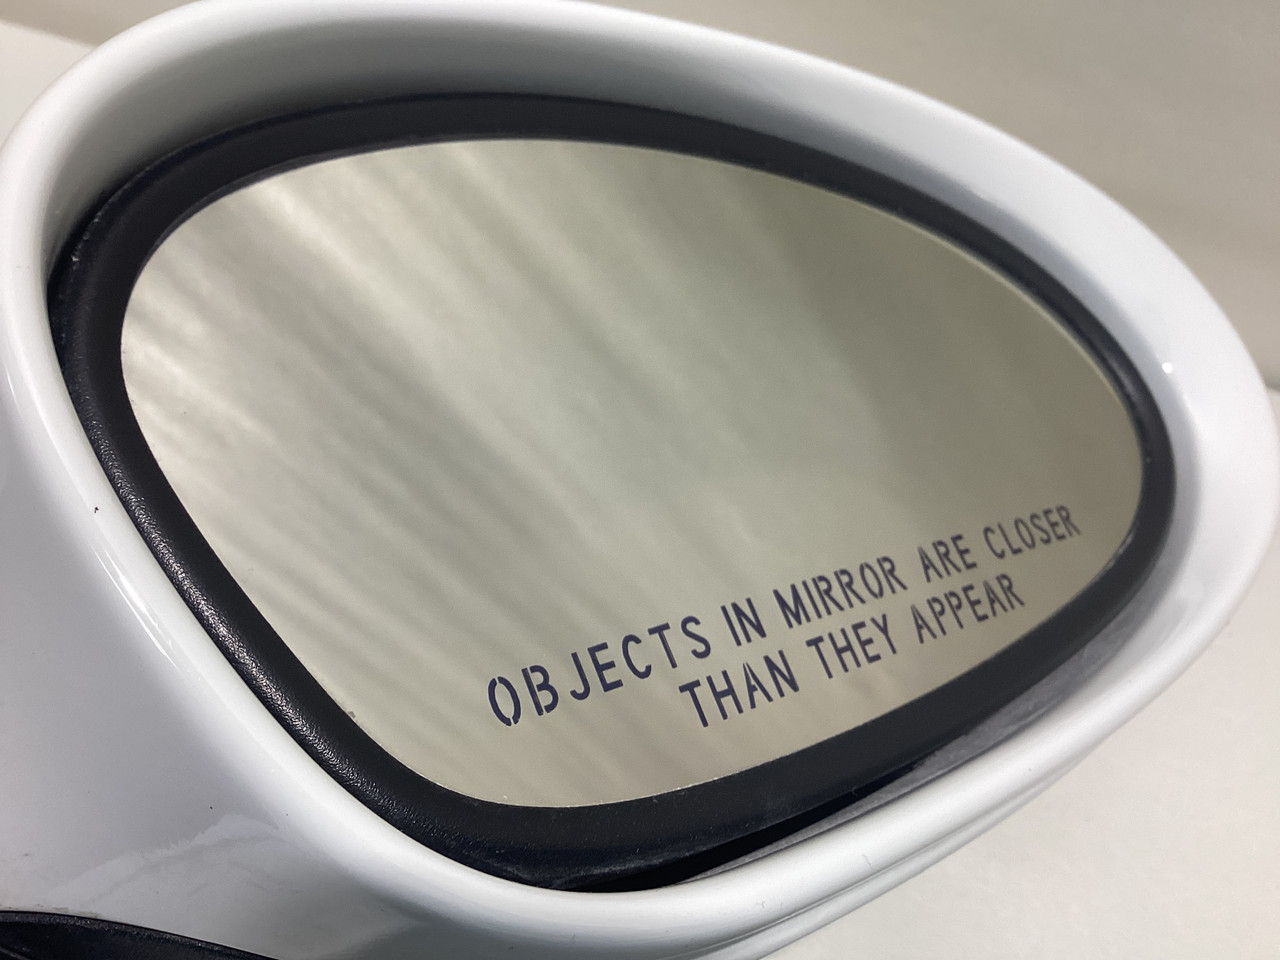 OBJECTS IN MIRROR ARE CLOSER
THAN THEY APPEAR